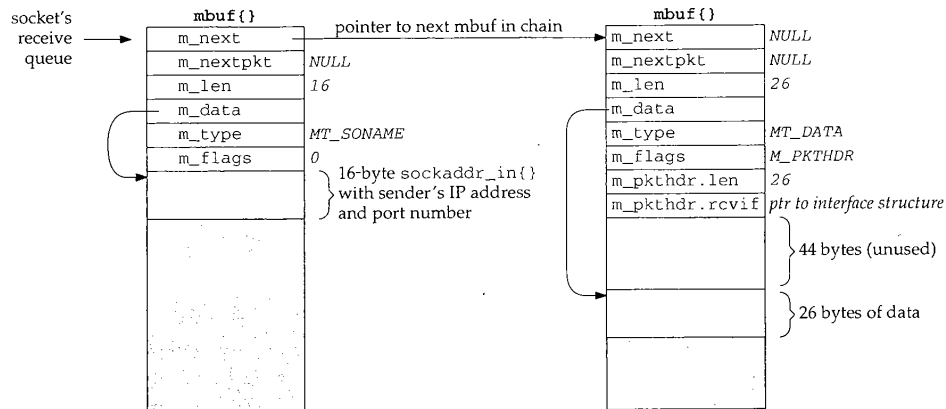 socket's
receive
queue
mbuf{}
m_next
m_nextpkt NULL
m_len 16
m_data
m_type MT_SONAME
m_flags 0
16-byte sockaddr_in{}
with sender's IP address
and port number
pointer to next mbuf in chain
mbuf{}
m_next NULL
m_nextpkt NULL
m_len 26
m_data
m_type MT_DATA
m_flags M_PKTHDR
m_pkthdr.len 26
m_pkthdr.rcvif ptr to interface structure
44 bytes (unused)
26 bytes of data